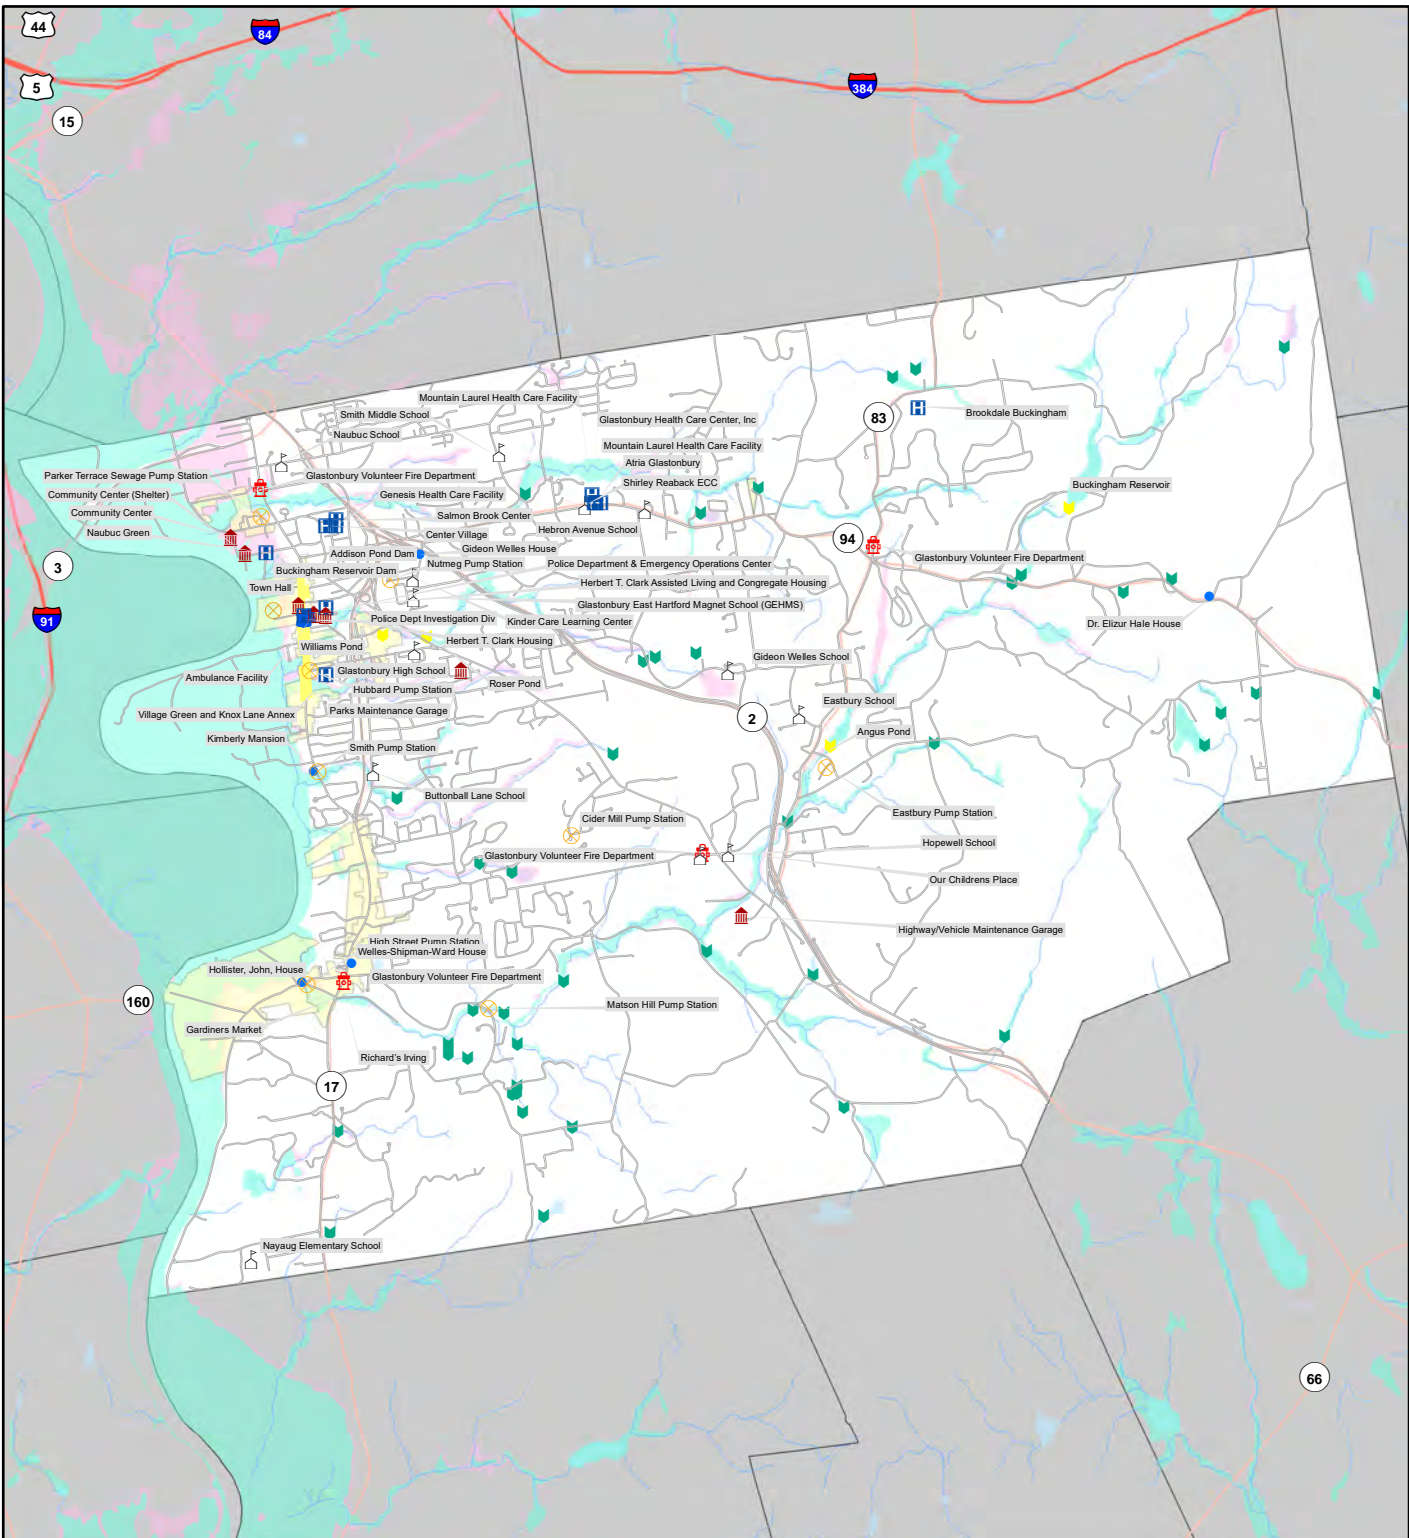 44
84
5
384
15
Mountain Laurel Health Care Facility
Smith Middle School
Naubuc School
Glastonbury Health Care Center, Inc
Mountain Laurel Health Care Facility
Atria Glastonbury
Shirley Reaback ECC
83
Brookdale Buckingham
Parker Terrace Sewage Pump Station
Glastonbury Volunteer Fire Department
Community Center (Shelter)
Genesis Health Care Facility
Community Center
Salmon Brook Center
Naubuc Green
Center Village
Hebron Avenue School
Buckingham Reservoir
94
3
Addison Pond Dam
Gideon Welles House
Glastonbury Volunteer Fire Department
Buckingham Reservoir Dam
Nutmeg Pump Station
Police Department & Emergency Operations Center
Town Hall
Herbert T. Clark Assisted Living and Congregate Housing
Glastonbury East Hartford Magnet School (GEHMS)
91
Police Dept Investigation Div
Kinder Care Learning Center
Dr. Elizur Hale House
Williams Pond
Herbert T. Clark Housing
Gideon Welles School
Ambulance Facility
Glastonbury High School
Hubbard Pump Station
Roser Pond
Eastbury School
Village Green and Knox Lane Annex
Parks Maintenance Garage
2
Angus Pond
Kimberly Mansion
Smith Pump Station
Buttonball Lane School
Cider Mill Pump Station
Eastbury Pump Station
Glastonbury Volunteer Fire Department
Hopewell School
Our Childrens Place
Highway/Vehicle Maintenance Garage
High Street Pump Station
Welles-Shipman-Ward House
Hollister, John, House
Glastonbury Volunteer Fire Department
160
Matson Hill Pump Station
Gardiners Market
Richard's Irving
17
Nayaug Elementary School
66